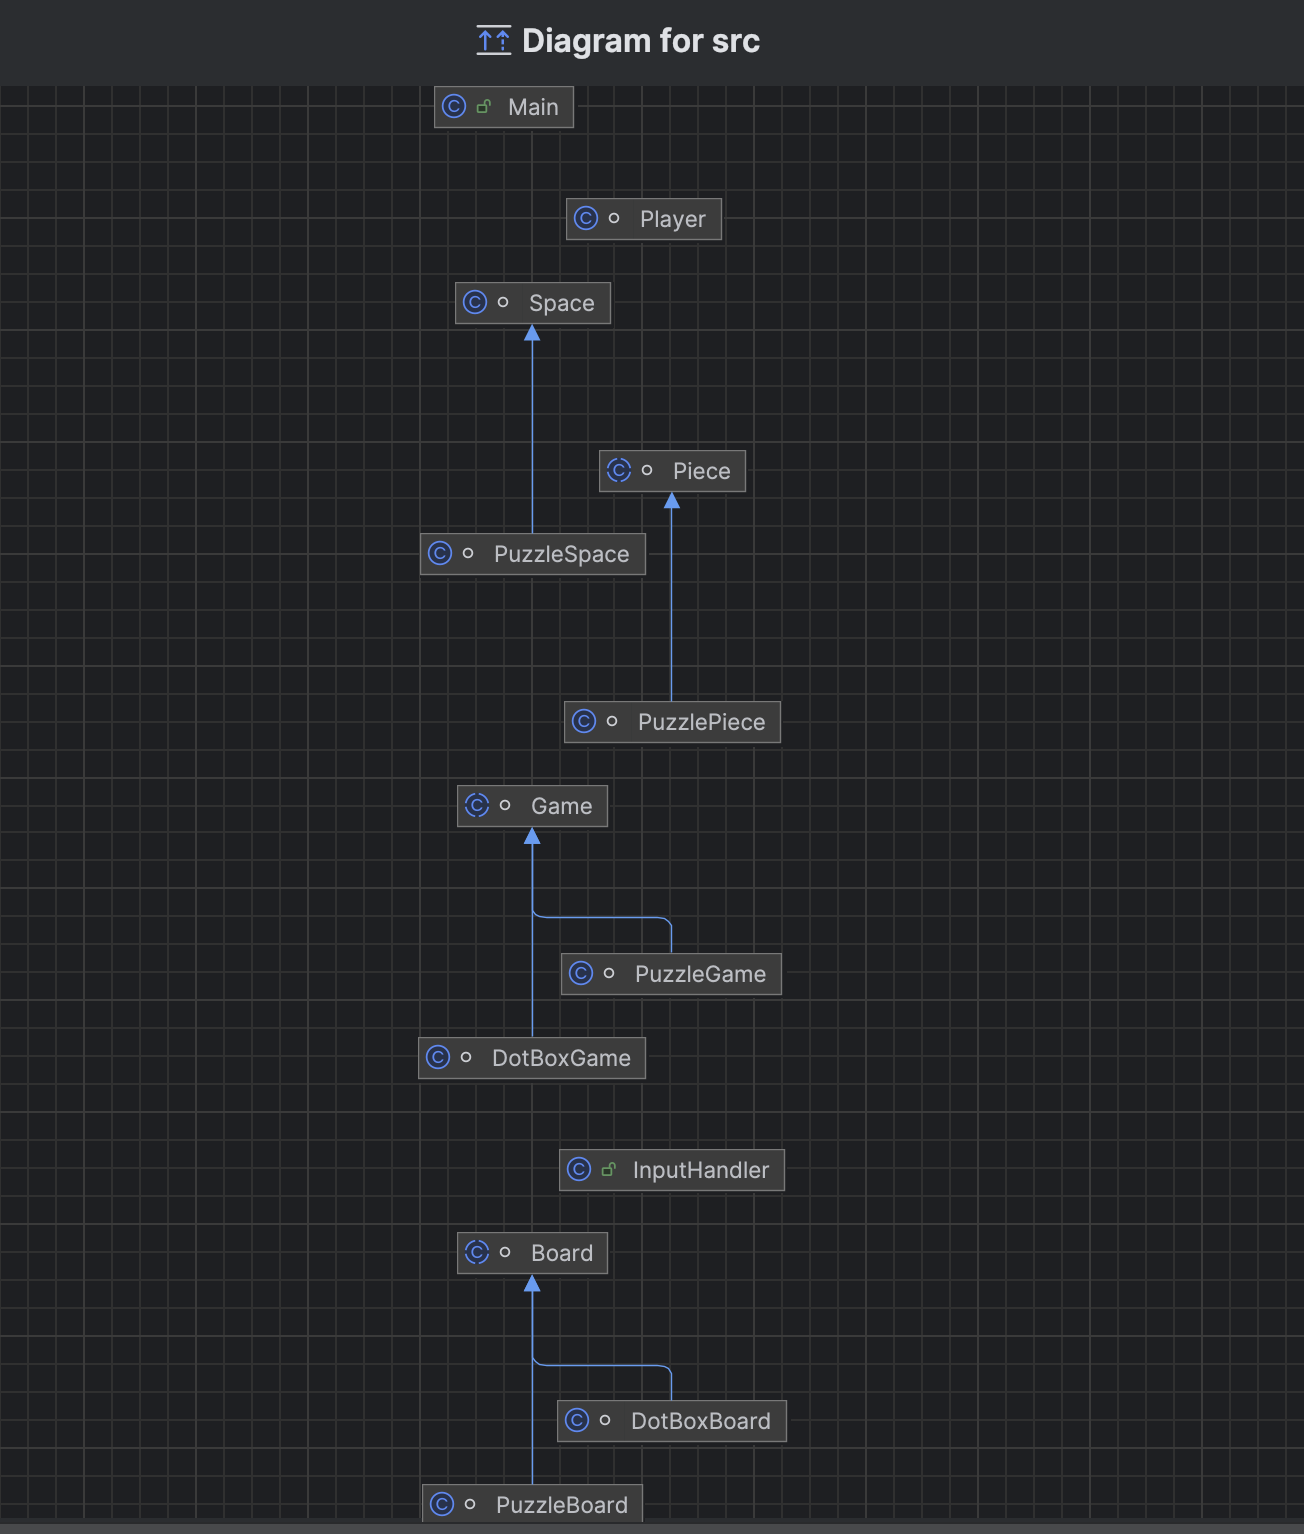 Diagram for src
Main
Player
Space
Piece
PuzzleSpace
PuzzlePiece
Game
PuzzleGame
DotBoxGame
InputHandler
Board
DotBoxBoard
PuzzleBoard